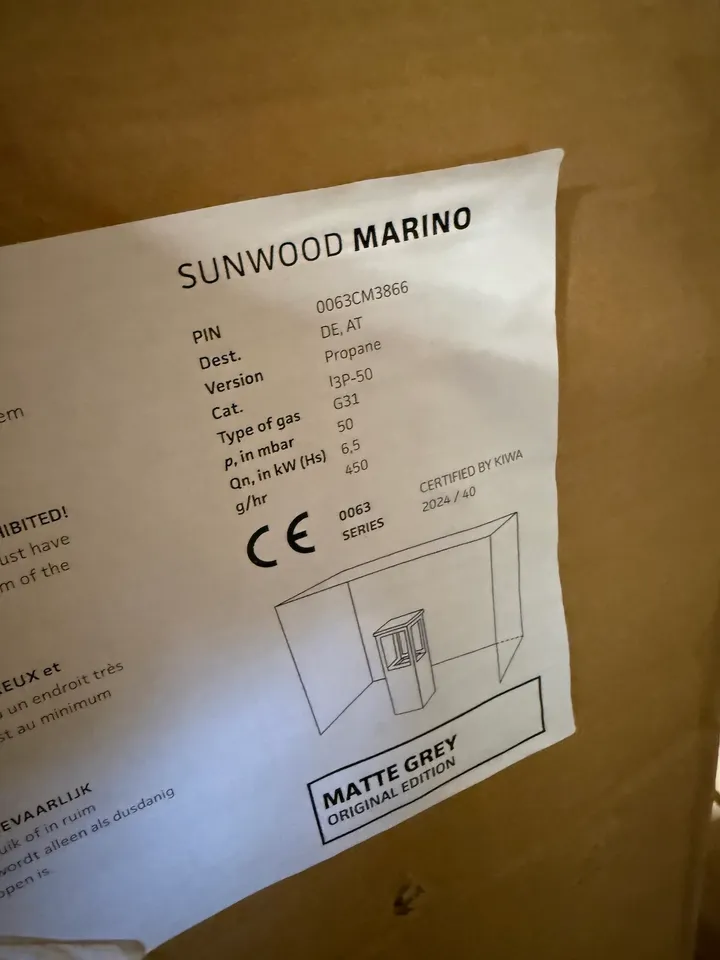 SUNWOOD MARINO
PIN 0063CM3866
Dest. DE, AT
Version Propane
Cat. I3P-50
Type of gas G31
p, in mbar 50
Qn, in kW (Hs) 6,5
g/hr 450
CE 0063
SERIES
CERTIFIED BY KIWA
2024 / 40
MATTE GREY
ORIGINAL EDITION
em
HIBITED!
ust have
m of the
EUX et
un endroit très
st au minimum
EVAARLIJK
uik of in ruim
wordt alleen als dusdanig
open is.